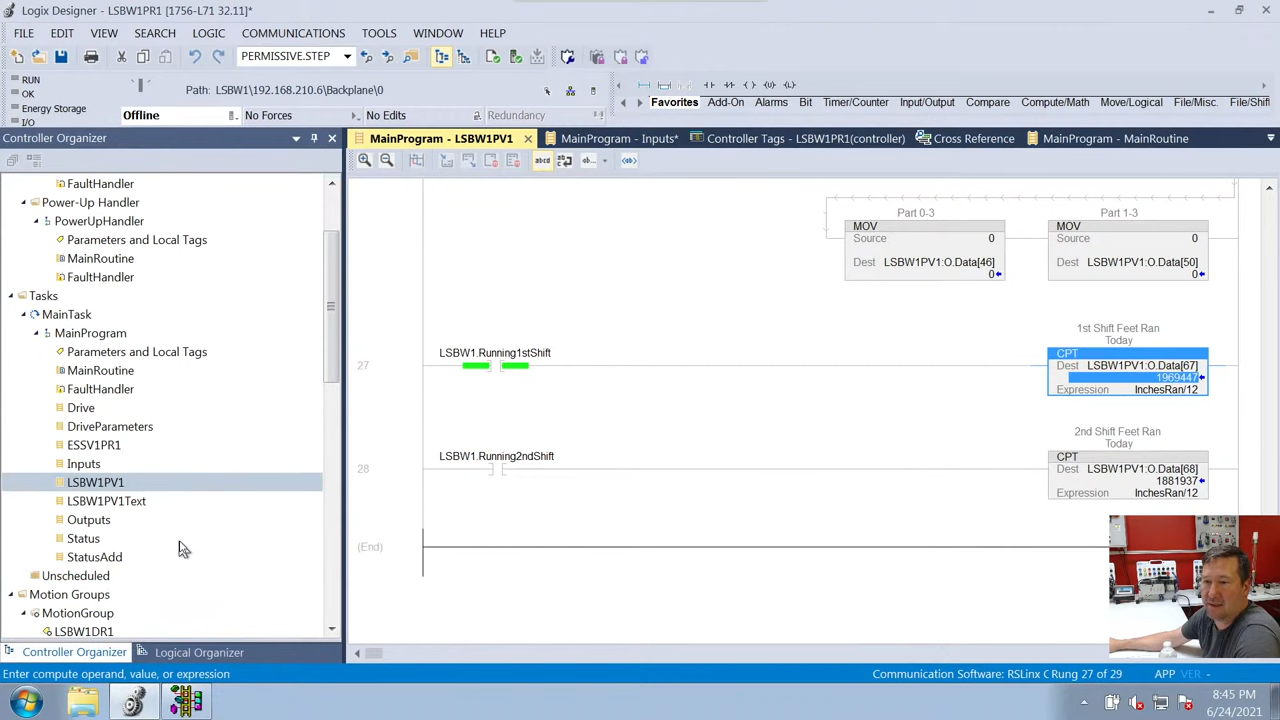 Logix Designer - LSBW1PR1 [1756-L71 32.11]*
FILE EDIT VIEW SEARCH LOGIC COMMUNICATIONS TOOLS WINDOW HELP
PERMISSIVE.STEP
RUN
OK
Energy Storage
I/O
Path: LSBW1\192.168.210.6\Backplane\0
Offline No Forces No Edits Redundancy
Favorites Add-On Alarms Bit Timer/Counter Input/Output Compare Compute/Math Move/Logical File/Misc. File/Shift
Controller Organizer
MainProgram - LSBW1PV1 MainProgram - Inputs* Controller Tags - LSBW1PR1(controller) Cross Reference MainProgram - MainRoutine
FaultHandler
Power-Up Handler
PowerUpHandler
Parameters and Local Tags
MainRoutine
FaultHandler
Tasks
MainTask
MainProgram
Parameters and Local Tags
MainRoutine
FaultHandler
Drive
DriveParameters
ESSV1PR1
Inputs
LSBW1PV1
LSBW1PV1Text
Outputs
Status
StatusAdd
Unscheduled
Motion Groups
MotionGroup
LSBW1DR1
Controller Organizer Logical Organizer
Part 0-3
MOV
Source 0
Dest LSBW1PV1:O.Data[46]
0
Part 1-3
MOV
Source 0
Dest LSBW1PV1:O.Data[50]
0
27
LSBW1.Running1stShift
1st Shift Feet Ran
Today
CPT
Dest LSBW1PV1:O.Data[67]
1969447
Expression InchesRan/12
28
LSBW1.Running2ndShift
2nd Shift Feet Ran
Today
CPT
Dest LSBW1PV1:O.Data[68]
1881937
Expression InchesRan/12
(End)
Enter compute operand, value, or expression
Communication Software: RSLinx C Rung 27 of 29 APP VER -
8:45 PM
6/24/2021